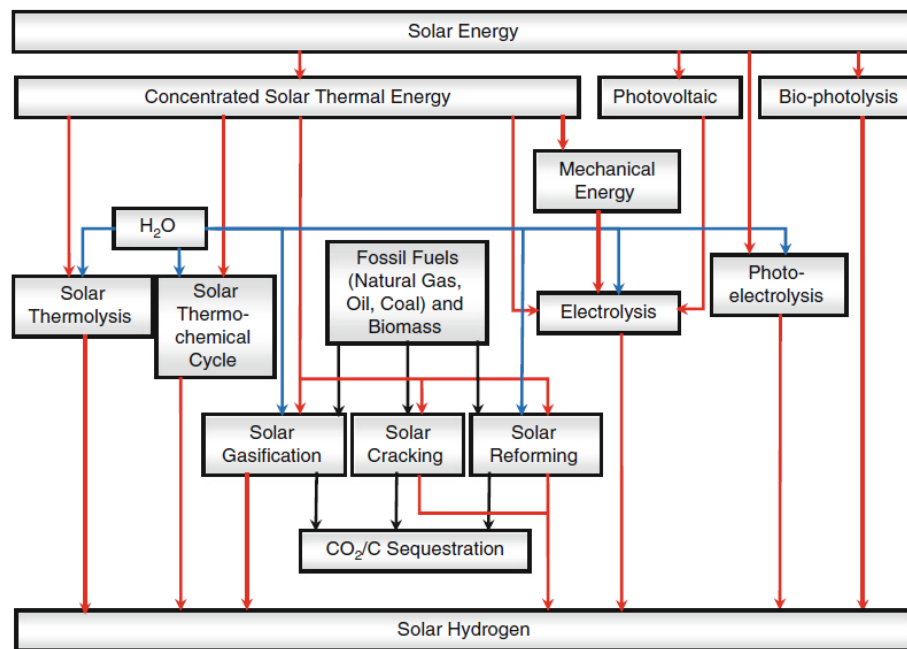 Solar Energy
Concentrated Solar Thermal Energy
Photovoltaic
Bio-photolysis
Mechanical
Energy
H₂O
Fossil Fuels
(Natural Gas,
Oil, Coal) and
Biomass
Photo-
electrolysis
Solar
Thermolysis
Solar
Thermo-
chemical
Cycle
Electrolysis
Solar
Gasification
Solar
Cracking
Solar
Reforming
CO₂/C Sequestration
Solar Hydrogen